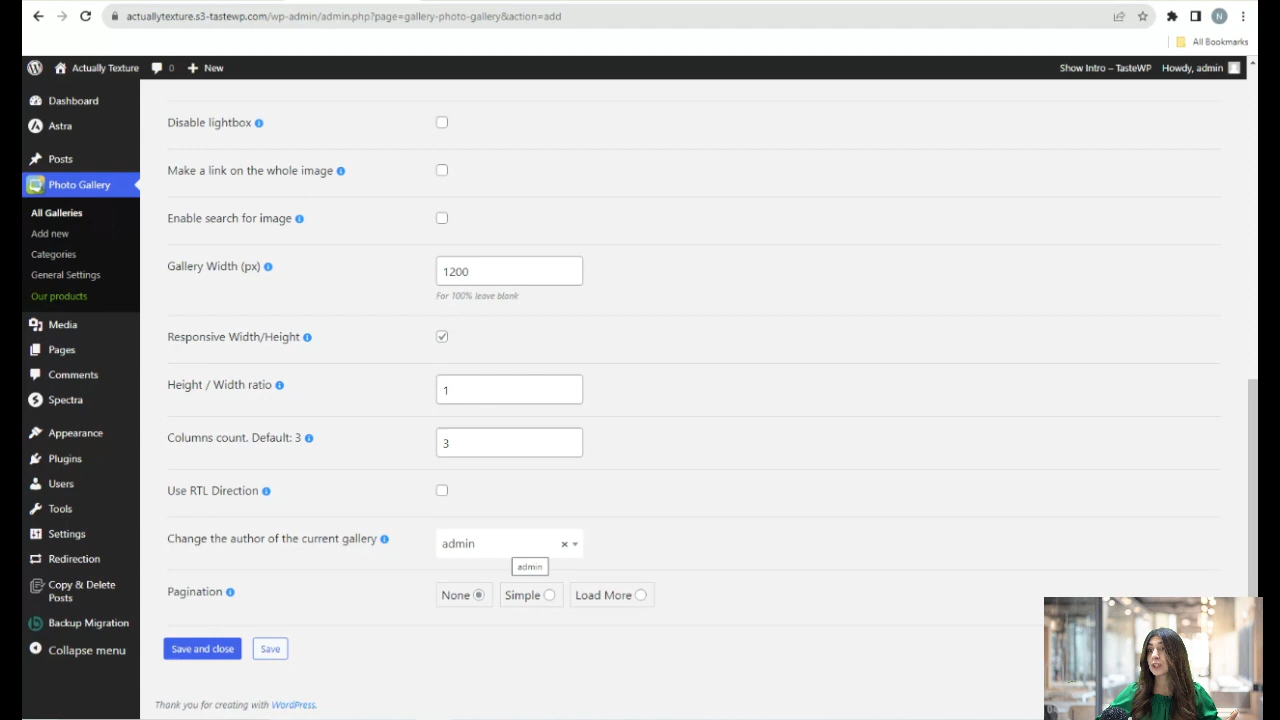 actuallytexture.s3-tastewp.com/wp-admin/admin.php?page=gallery-photo-gallery&action=add
N
All Bookmarks
Actually Texture
0
New
Show Intro – TasteWP
Howdy, admin
Dashboard
Astra
Posts
Photo Gallery
All Galleries
Add new
Categories
General Settings
Our products
Media
Pages
Comments
Spectra
Appearance
Plugins
Users
Tools
Settings
Redirection
Copy & Delete
Posts
Backup Migration
Collapse menu
Disable lightbox
Make a link on the whole image
Enable search for image
Gallery Width (px)
1200
For 100% leave blank
Responsive Width/Height
Height / Width ratio
1
Columns count. Default: 3
3
Use RTL Direction
Change the author of the current gallery
admin
admin
Pagination
None
Simple
Load More
Save and close
Save
Thank you for creating with WordPress.